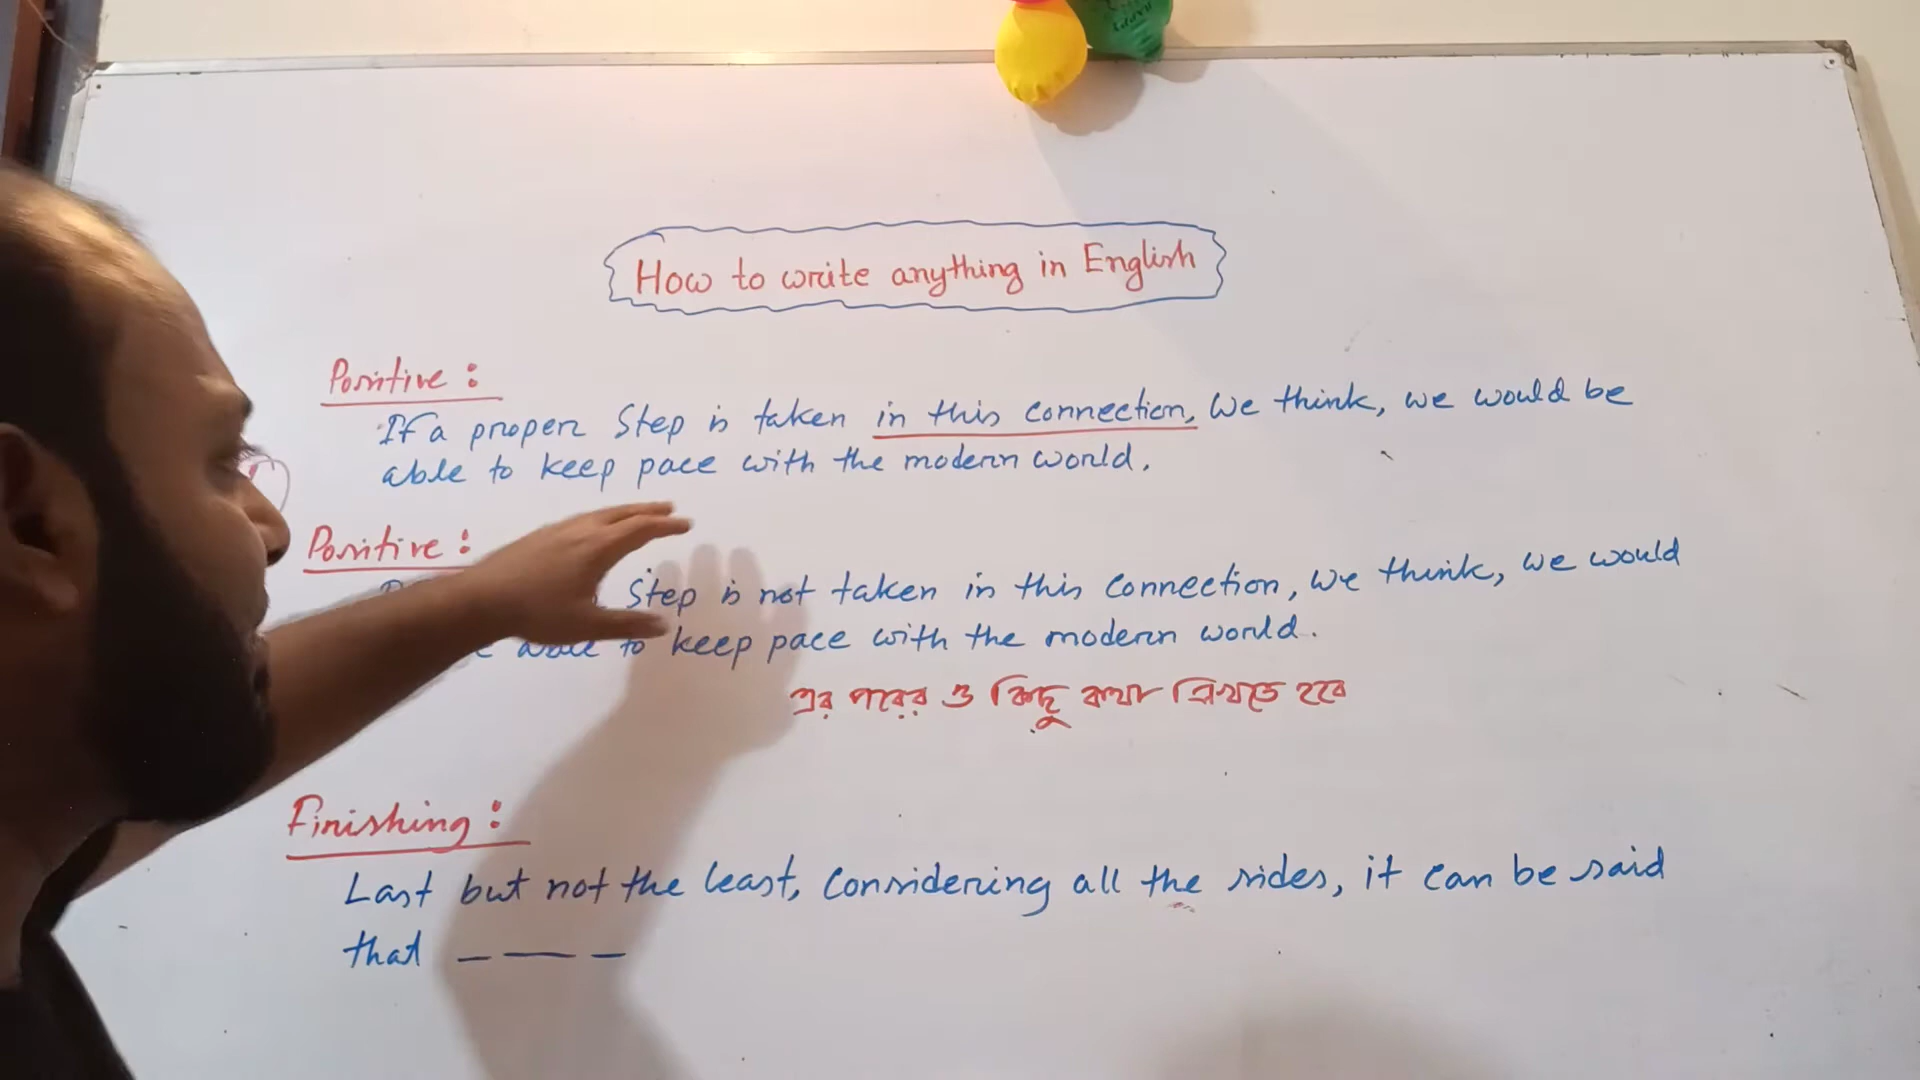 How to write anything in English
Positive:
If a proper Step is taken in this connection, we think, we would be
able to keep pace with the modern world.
Positive:
Step is not taken in this connection, we think, we would
able to keep pace with the modern world.
এর পরের ও কিছু কথা লিখতে হবে
Finishing:
Last but not the least, Considering all the sides, it can be said
that _ __ _